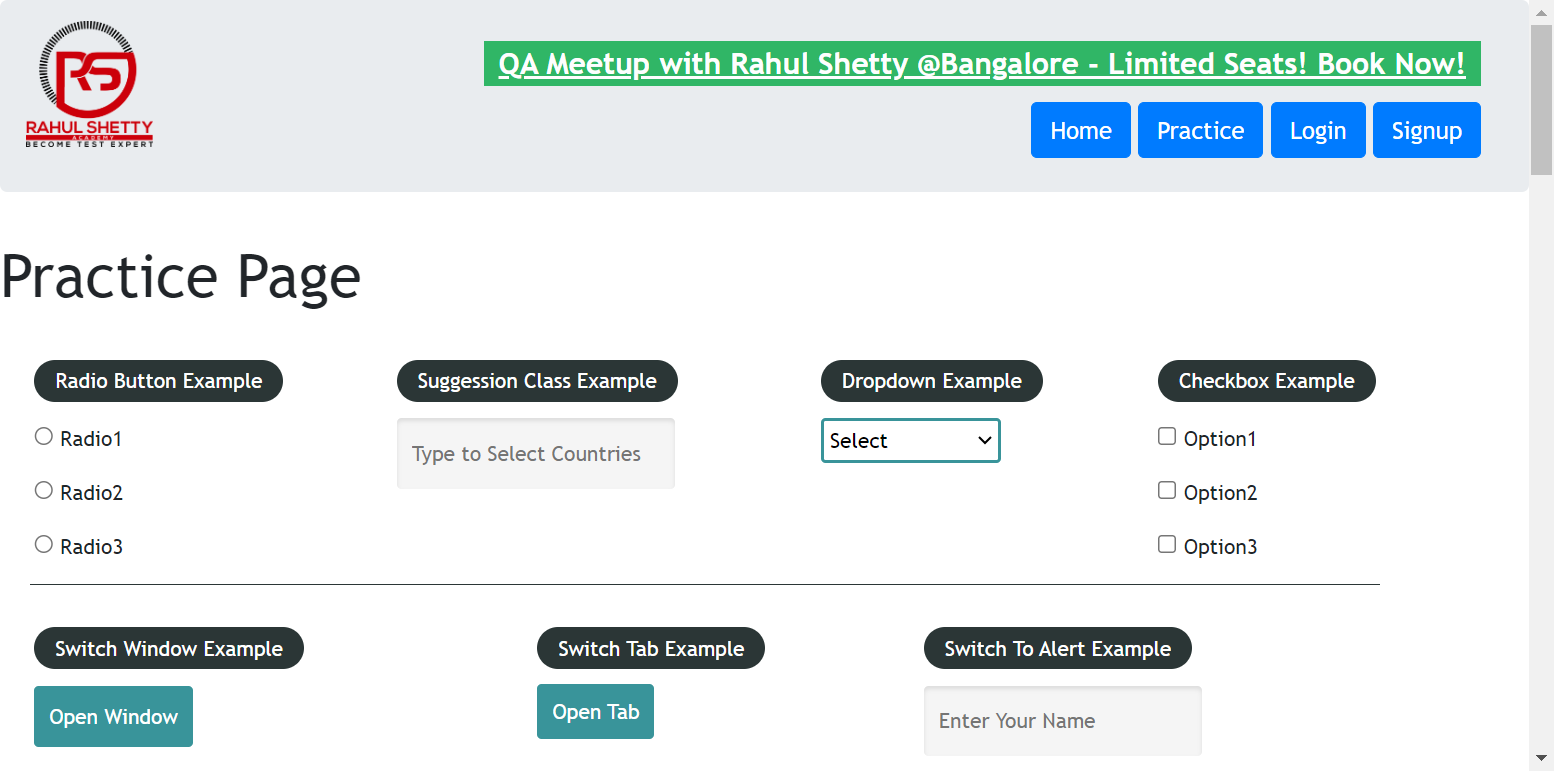 RS
RAHUL SHETTY
ACADEMY
BECOME TEST EXPERT
QA Meetup with Rahul Shetty @Bangalore - Limited Seats! Book Now!
Home Practice Login Signup
Practice Page
Radio Button Example
Radio1
Radio2
Radio3
Suggession Class Example
Type to Select Countries
Dropdown Example
Select
Checkbox Example
Option1
Option2
Option3
Switch Window Example
Open Window
Switch Tab Example
Open Tab
Switch To Alert Example
Enter Your Name